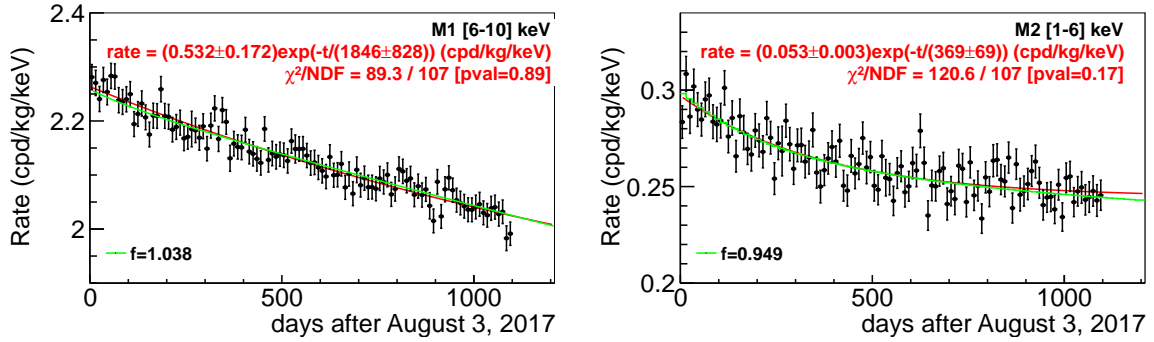 M1 [6-10] keV
rate = (0.532±0.172)exp(-t/(1846±828)) (cpd/kg/keV)
χ²/NDF = 89.3 / 107 [pval=0.89]
2.4
2.2
2
Rate (cpd/kg/keV)
f=1.038
0
500
1000
days after August 3, 2017
M2 [1-6] keV
rate = (0.053±0.003)exp(-t/(369±69)) (cpd/kg/keV)
χ²/NDF = 120.6 / 107 [pval=0.17]
0.3
0.25
0.2
Rate (cpd/kg/keV)
f=0.949
0
500
1000
days after August 3, 2017